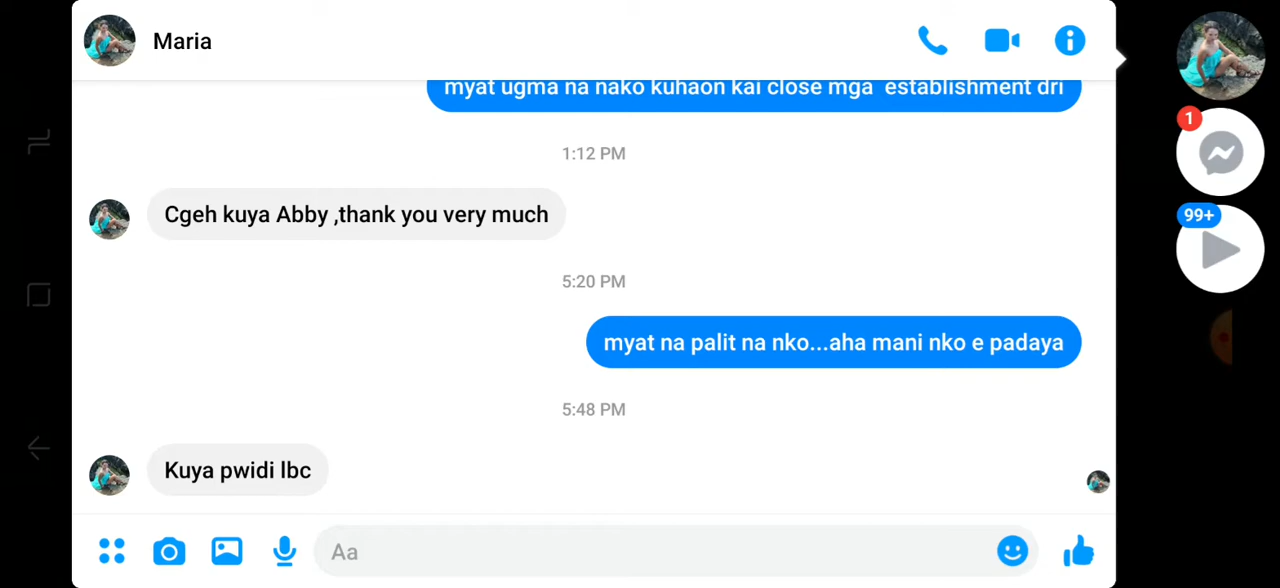 Maria
myat ugma na nako kuhaon kai close mga establishment dri
1:12 PM
Cgeh kuya Abby ,thank you very much
5:20 PM
myat na palit na nko...aha mani nko e padaya
5:48 PM
Kuya pwidi lbc
Aa
1
99+